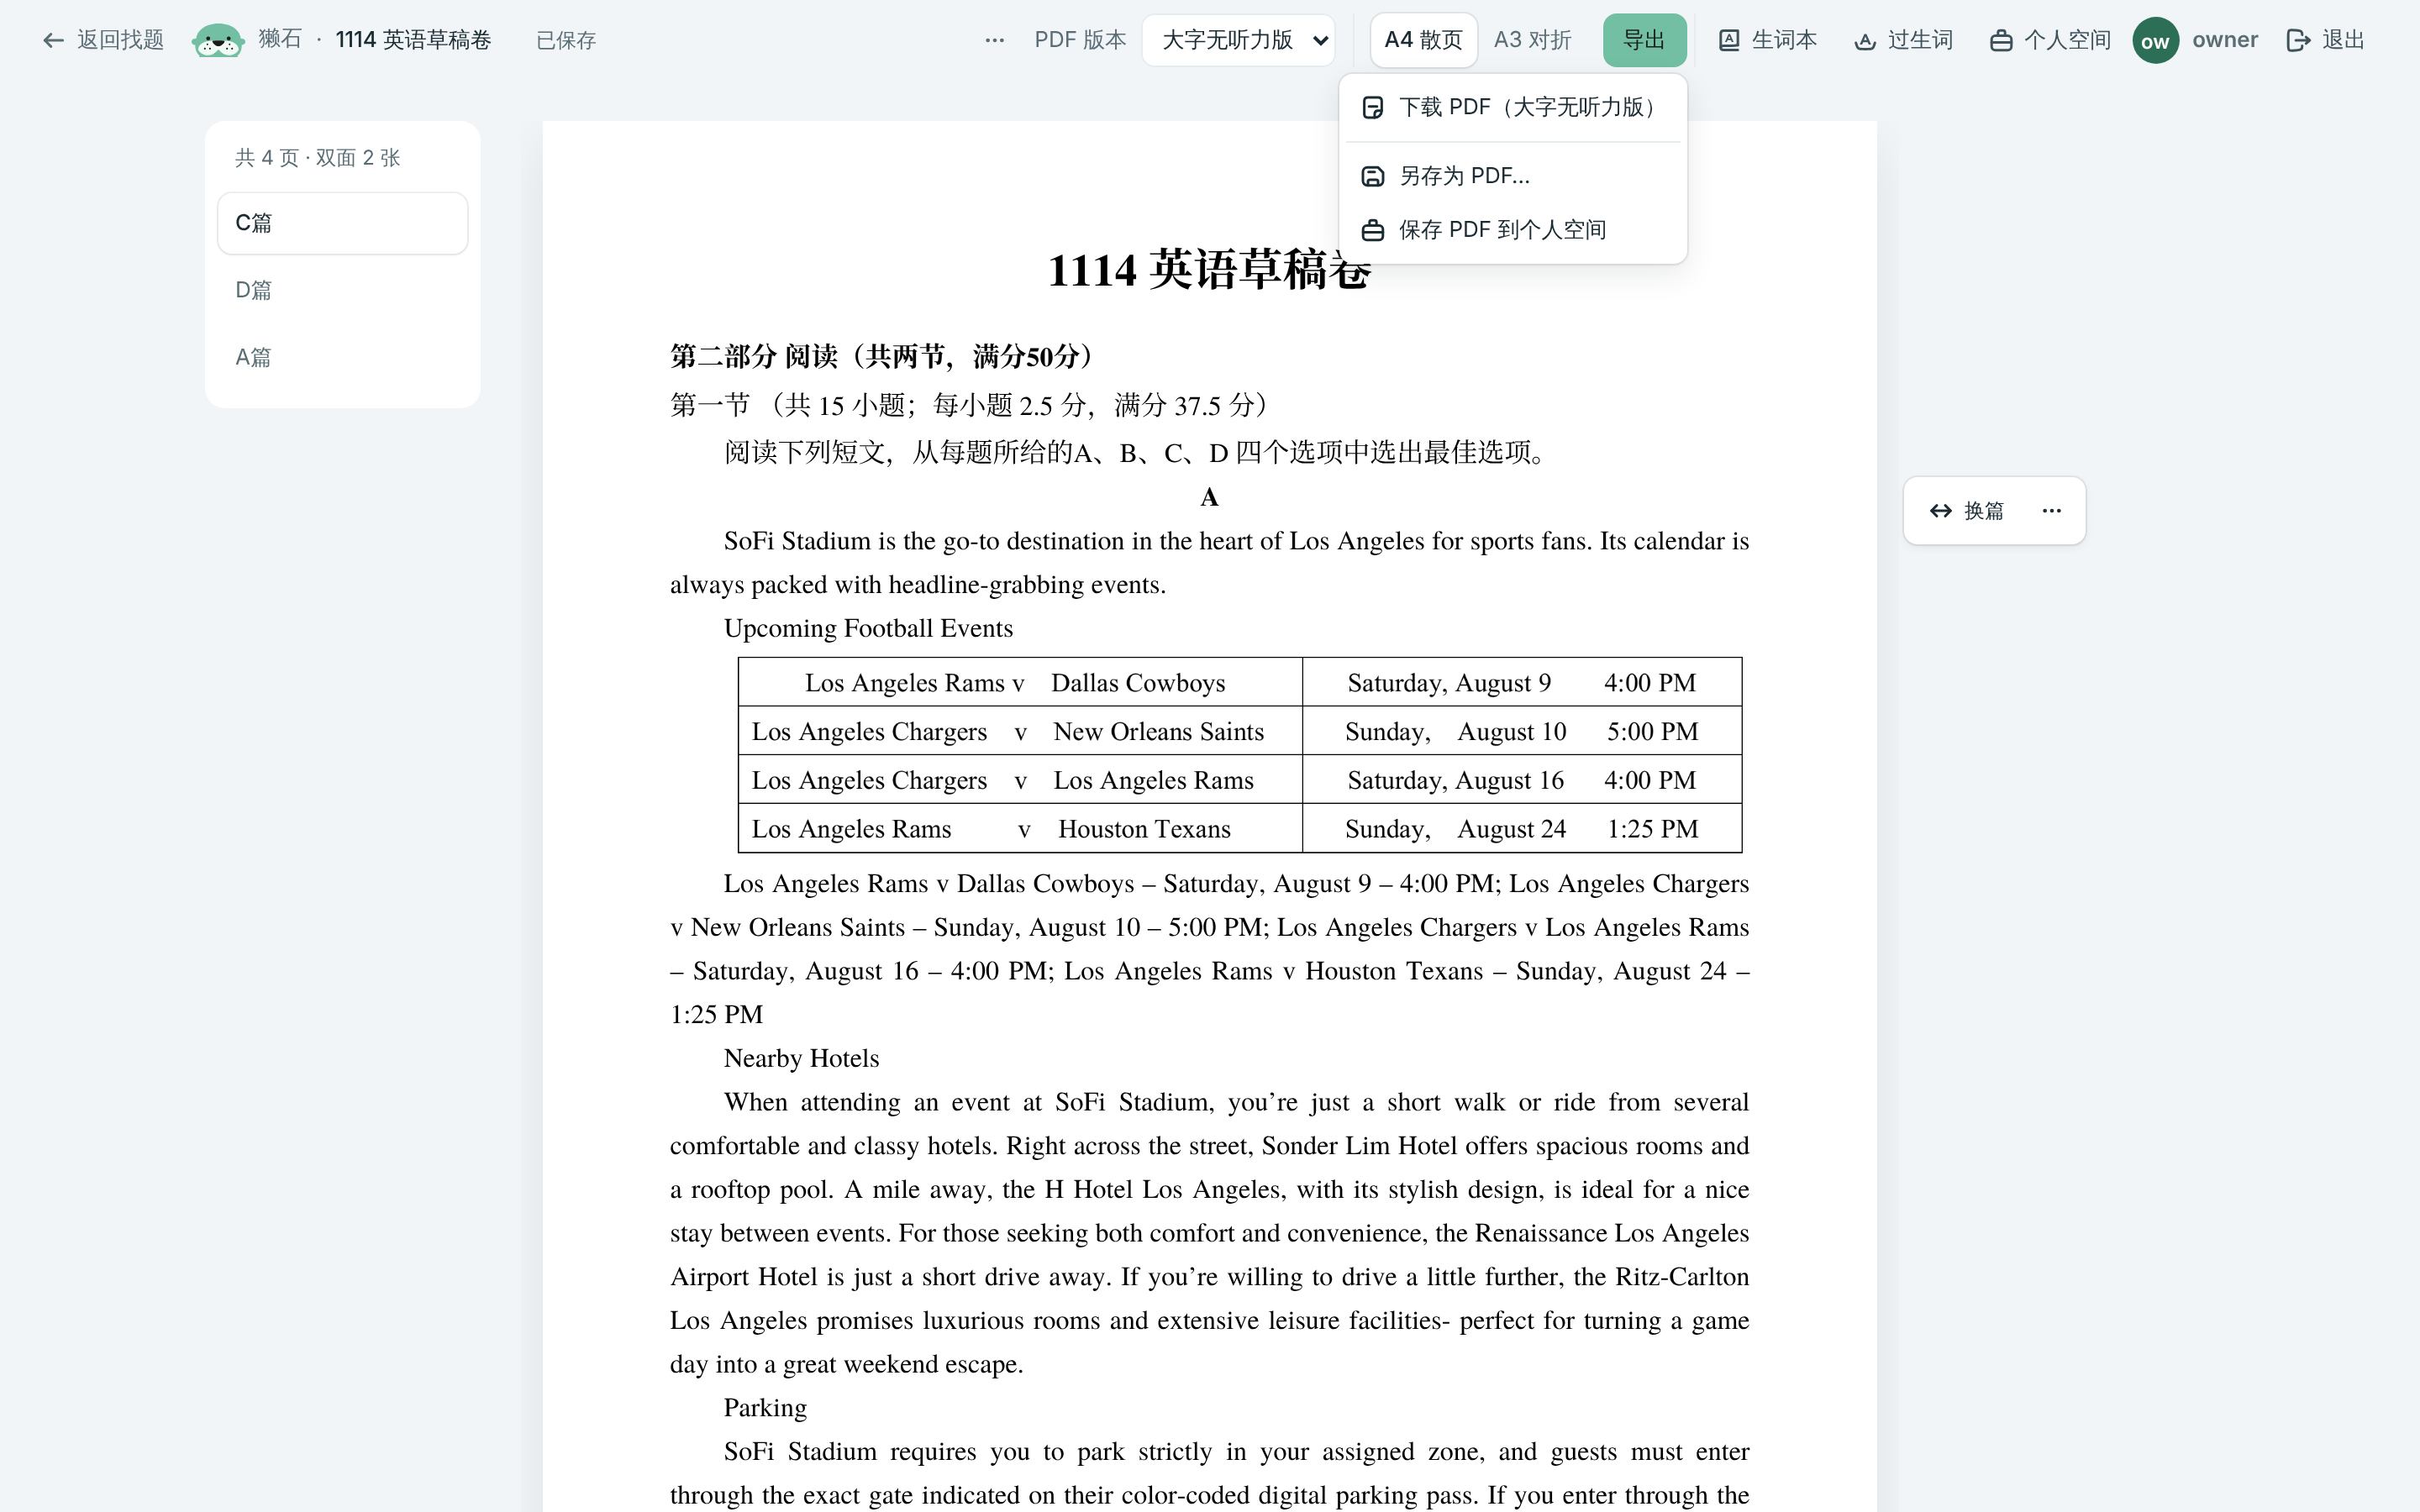 返回找题 獭石 · 1114 英语草稿卷 已保存 ··· PDF 版本 大字无听力版 A4 散页 A3 对折 导出 生词本 过生词 个人空间 ow owner 退出
下载 PDF（大字无听力版）
另存为 PDF...
保存 PDF 到个人空间
共 4 页 · 双面 2 张
C篇
D篇
A篇
1114 英语草稿卷
第二部分 阅读（共两节，满分50分）
第一节 （共 15 小题；每小题 2.5 分，满分 37.5 分）
阅读下列短文，从每题所给的A、B、C、D 四个选项中选出最佳选项。
A
换篇 ···
SoFi Stadium is the go-to destination in the heart of Los Angeles for sports fans. Its calendar is
always packed with headline-grabbing events.
Upcoming Football Events
Los Angeles Rams v Dallas Cowboys Saturday, August 9 4:00 PM
Los Angeles Chargers v New Orleans Saints Sunday, August 10 5:00 PM
Los Angeles Chargers v Los Angeles Rams Saturday, August 16 4:00 PM
Los Angeles Rams v Houston Texans Sunday, August 24 1:25 PM
Los Angeles Rams v Dallas Cowboys – Saturday, August 9 – 4:00 PM; Los Angeles Chargers
v New Orleans Saints – Sunday, August 10 – 5:00 PM; Los Angeles Chargers v Los Angeles Rams
– Saturday, August 16 – 4:00 PM; Los Angeles Rams v Houston Texans – Sunday, August 24 –
1:25 PM
Nearby Hotels
When attending an event at SoFi Stadium, you’re just a short walk or ride from several
comfortable and classy hotels. Right across the street, Sonder Lim Hotel offers spacious rooms and
a rooftop pool. A mile away, the H Hotel Los Angeles, with its stylish design, is ideal for a nice
stay between events. For those seeking both comfort and convenience, the Renaissance Los Angeles
Airport Hotel is just a short drive away. If you’re willing to drive a little further, the Ritz-Carlton
Los Angeles promises luxurious rooms and extensive leisure facilities- perfect for turning a game
day into a great weekend escape.
Parking
SoFi Stadium requires you to park strictly in your assigned zone, and guests must enter
through the exact gate indicated on their color-coded digital parking pass. If you enter through the